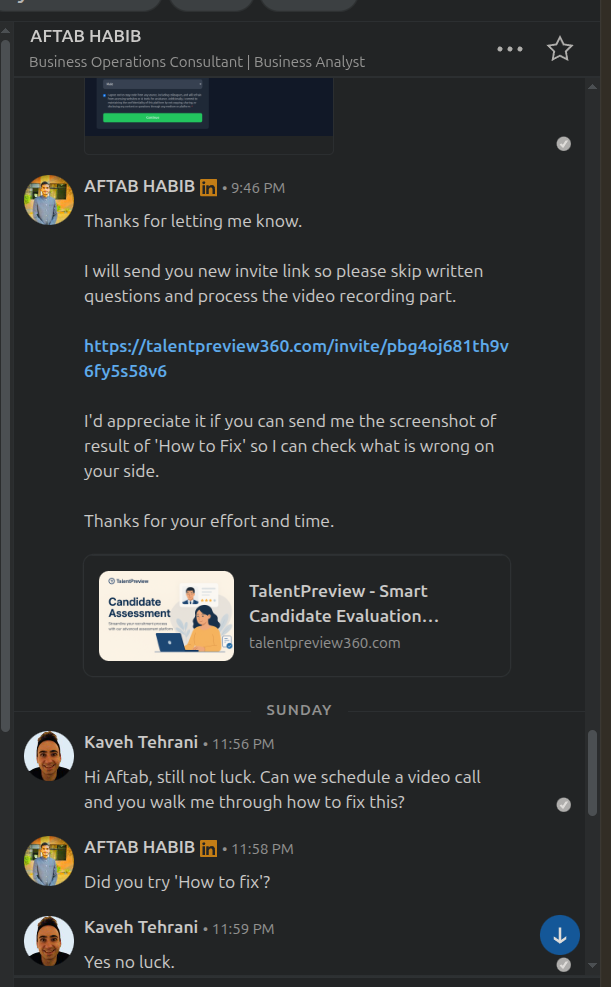 AFTAB HABIB
Business Operations Consultant | Business Analyst
AFTAB HABIB in • 9:46 PM
Thanks for letting me know.
I will send you new invite link so please skip written
questions and process the video recording part.
https://talentpreview360.com/invite/pbg4oj681th9v
6fy5s58v6
I'd appreciate it if you can send me the screenshot of
result of 'How to Fix' so I can check what is wrong on
your side.
Thanks for your effort and time.
TalentPreview
Candidate
Assessment
TalentPreview - Smart
Candidate Evaluation...
talentpreview360.com
SUNDAY
Kaveh Tehrani • 11:56 PM
Hi Aftab, still not luck. Can we schedule a video call
and you walk me through how to fix this?
AFTAB HABIB in • 11:58 PM
Did you try 'How to fix'?
Kaveh Tehrani • 11:59 PM
Yes no luck.